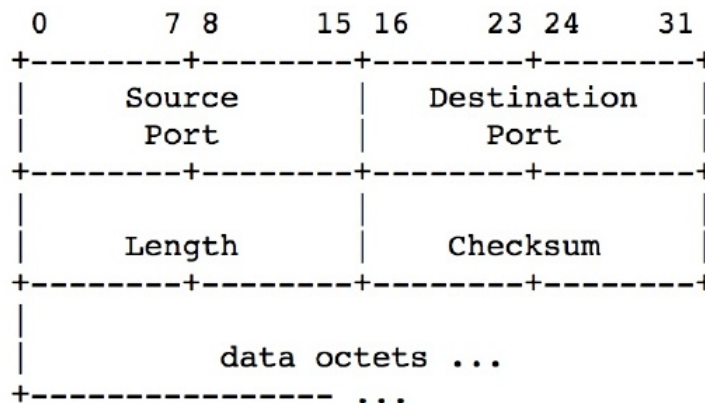 0 7 8 15 16 23 24 31
+--------+--------+--------+--------+
| Source | Destination |
| Port | Port |
+--------+--------+--------+--------+
| | |
| Length | Checksum |
+--------+--------+--------+--------+
|
| data octets ...
+---------------- ...